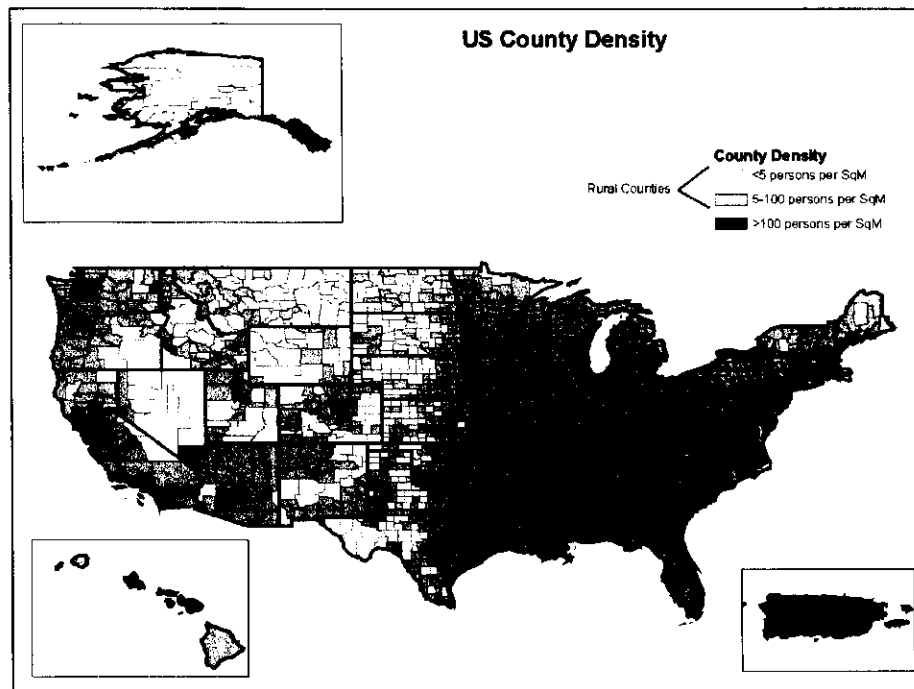 US County Density
County Density
Rural Counties
<5 persons per SqM
5-100 persons per SqM
>100 persons per SqM